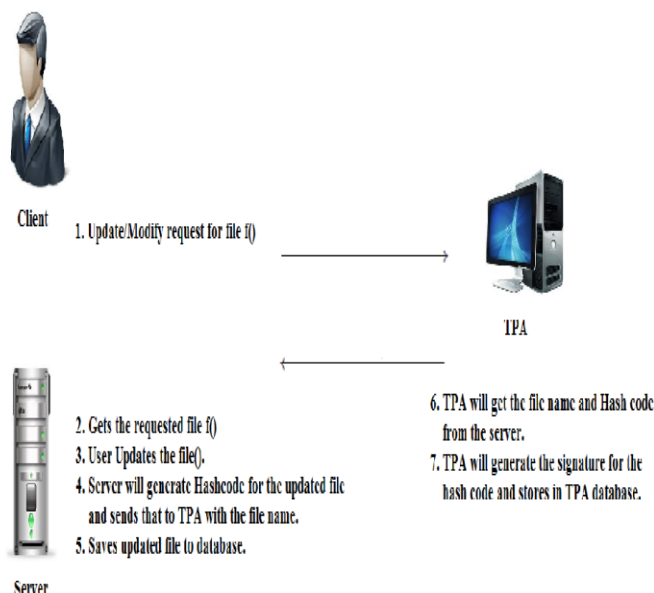 Client
1. Update/Modify request for file f()
TPA
2. Gets the requested file f()
3. User Updates the file().
4. Server will generate Hashcode for the updated file
and sends that to TPA with the file name.
5. Saves updated file to database.
6. TPA will get the file name and Hash code
from the server.
7. TPA will generate the signature for the
hash code and stores in TPA database.
Server